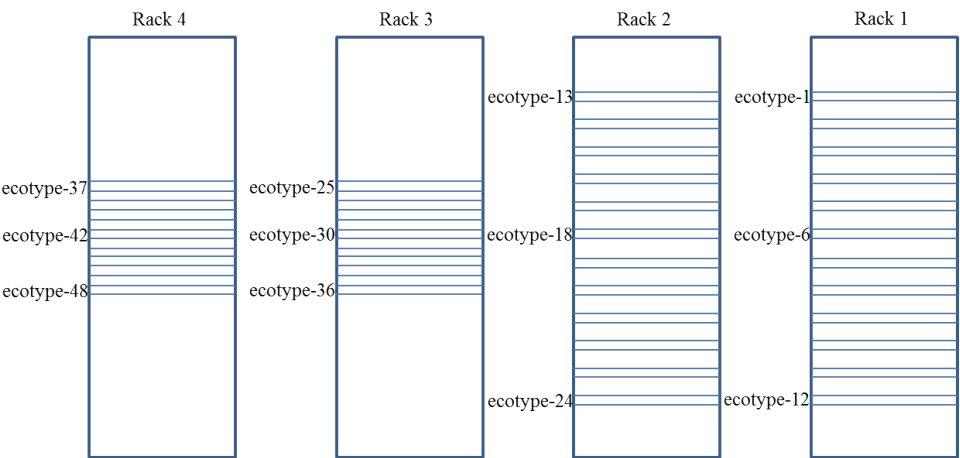 Rack 4
Rack 3
Rack 2
Rack 1
ecotype-13
ecotype-1
ecotype-37
ecotype-25
ecotype-42
ecotype-30
ecotype-18
ecotype-6
ecotype-48
ecotype-36
ecotype-24
ecotype-12